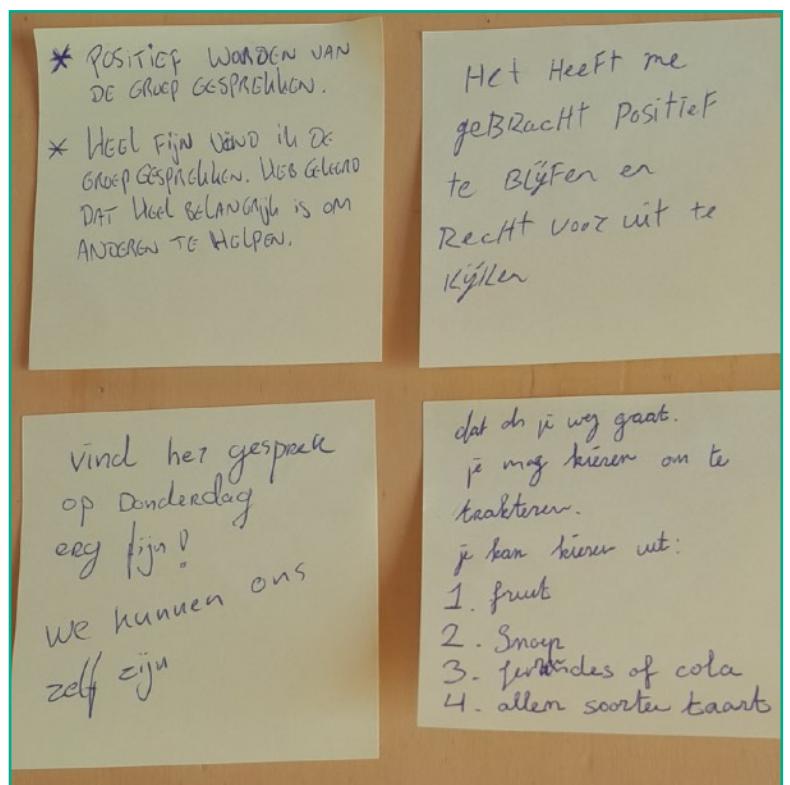 * POSITIEF WORDEN VAN
DE GROEP GESPREKKEN.
* HEEL FIJN VIND IK DE
GROEP GESPREKKEN. HEB GELEERD
DAT HEEL BELANGRIJK IS OM
ANDEREN TE HELPEN.
Het Heeft me
geBRacHt Positief
te BLijFen en
RecHt voor uit te
KijKen
Vind het gesprek
op Donderdag
erg fijn!
We kunnen ons
zelf zijn
dat als je weg gaat.
je mag kiezen om te
trakteren.
je kan kiezen uit:
1. fruit
2. Snoep
3. of cola
4. allem soorten taart